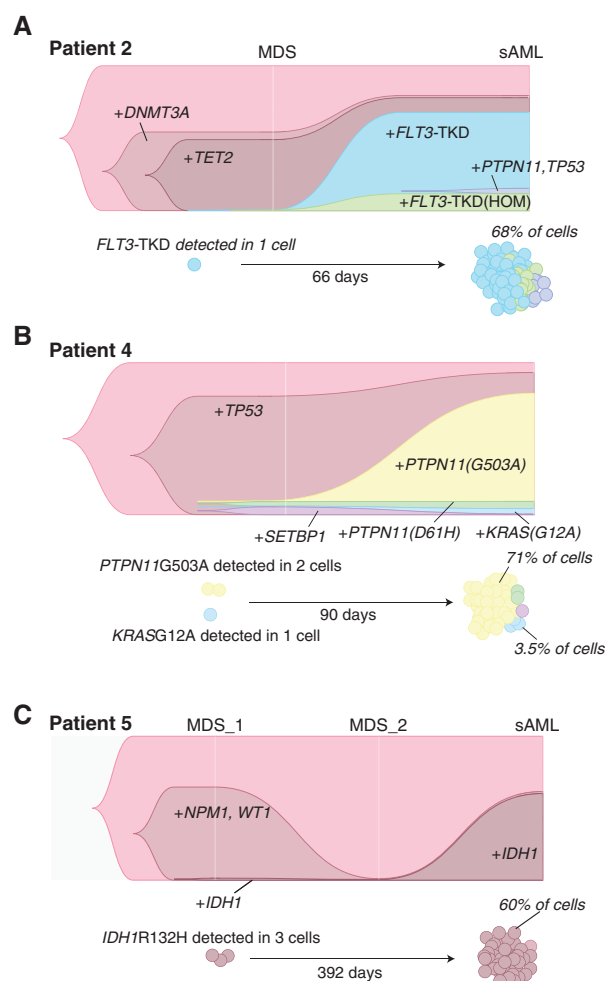 A
Patient 2
MDS
sAML
+DNMT3A
+TET2
+FLT3-TKD
+PTPN11,TP53
+FLT3-TKD(HOM)
FLT3-TKD detected in 1 cell
68% of cells
66 days
B
Patient 4
+TP53
+PTPN11(G503A)
+SETBP1
+PTPN11(D61H)
+KRAS(G12A)
PTPN11G503A detected in 2 cells
71% of cells
90 days
KRASG12A detected in 1 cell
3.5% of cells
C
Patient 5
MDS_1
MDS_2
sAML
+NPM1, WT1
+IDH1
+IDH1
60% of cells
IDH1R132H detected in 3 cells
392 days